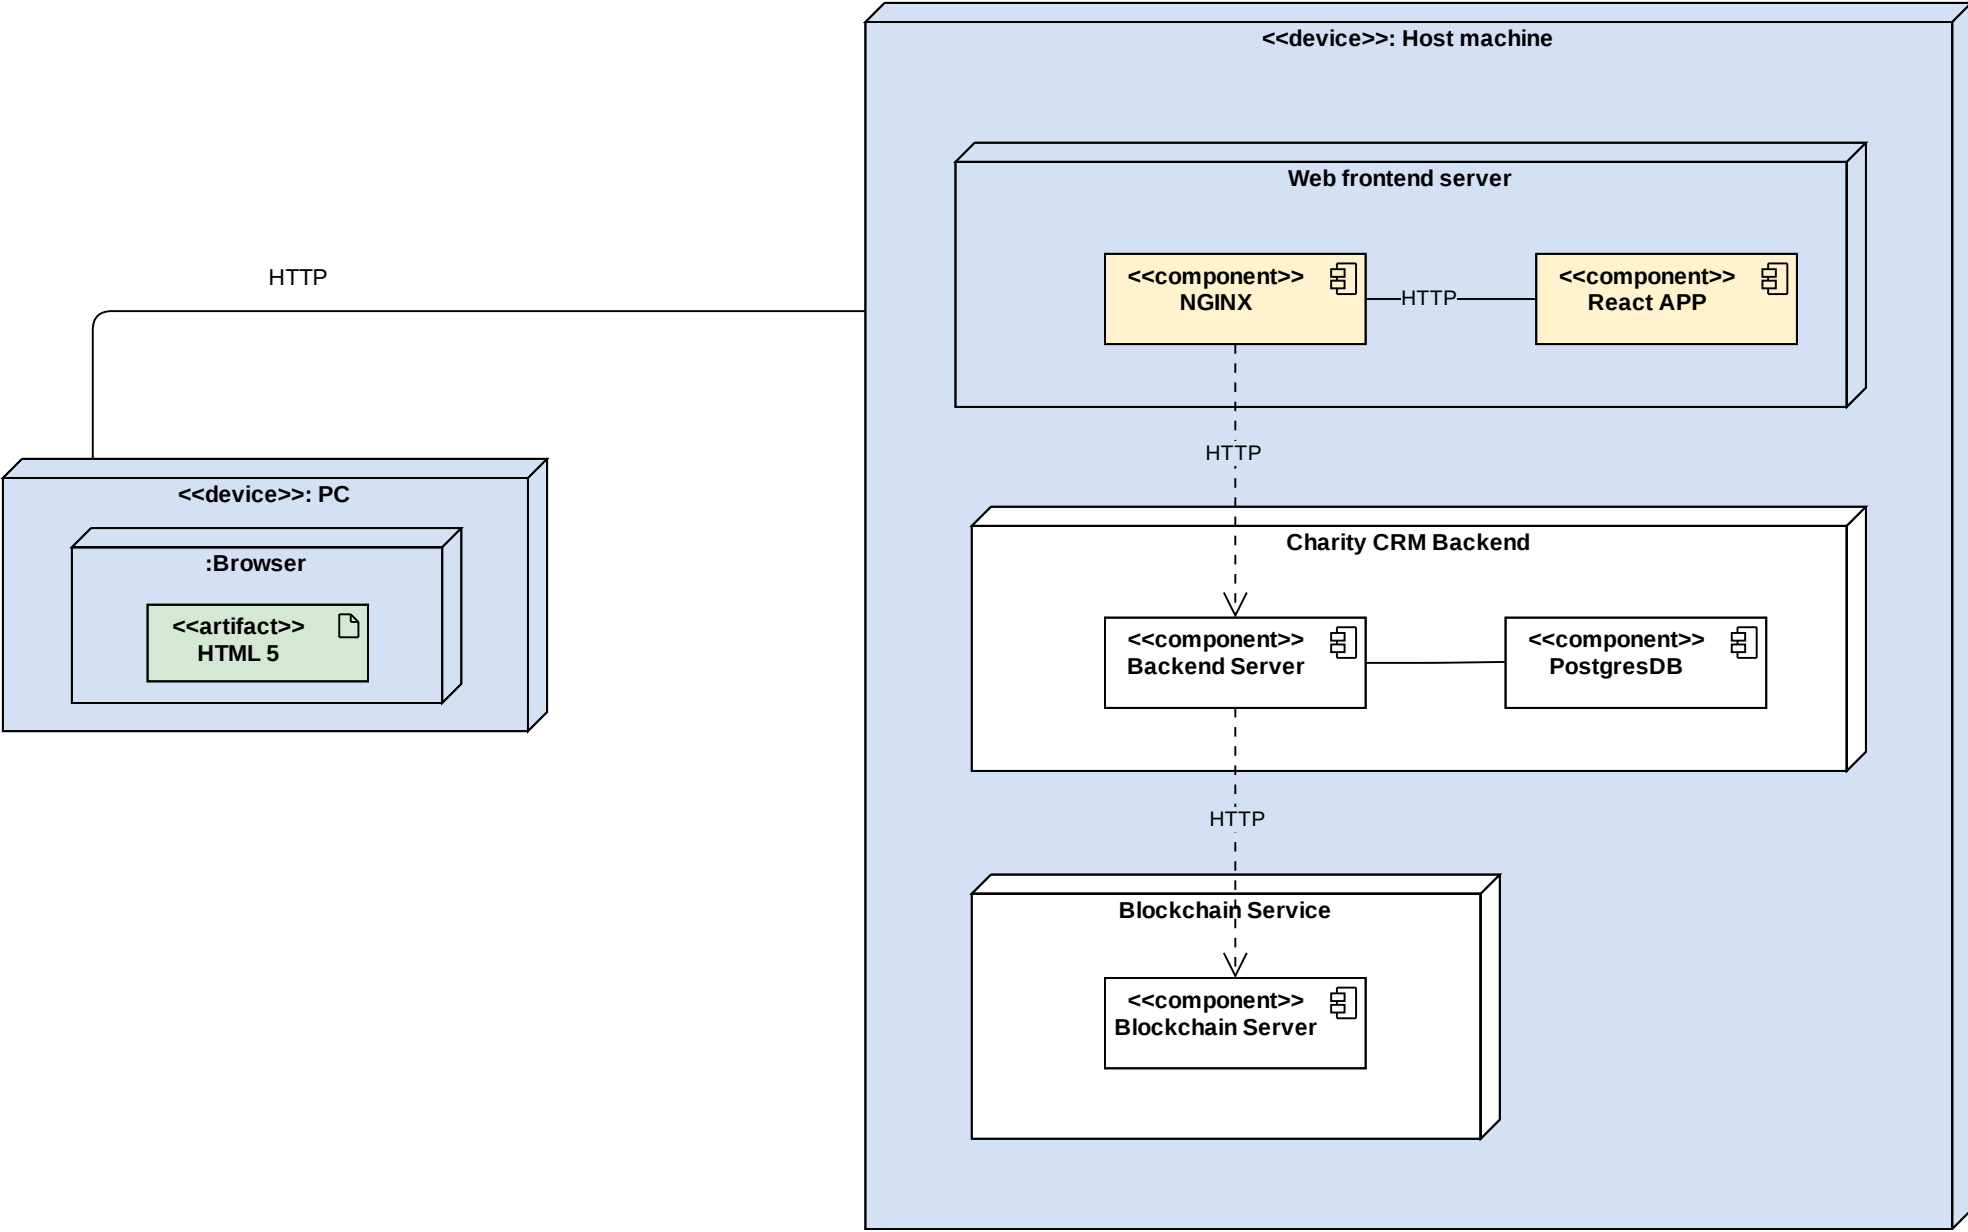 <<device>>: Host machine
Web frontend server
<<component>>
NGINX
HTTP
<<component>>
React APP
HTTP
HTTP
<<device>>: PC
:Browser
<<artifact>>
HTML 5
Charity CRM Backend
<<component>>
Backend Server
<<component>>
PostgresDB
HTTP
Blockchain Service
<<component>>
Blockchain Server